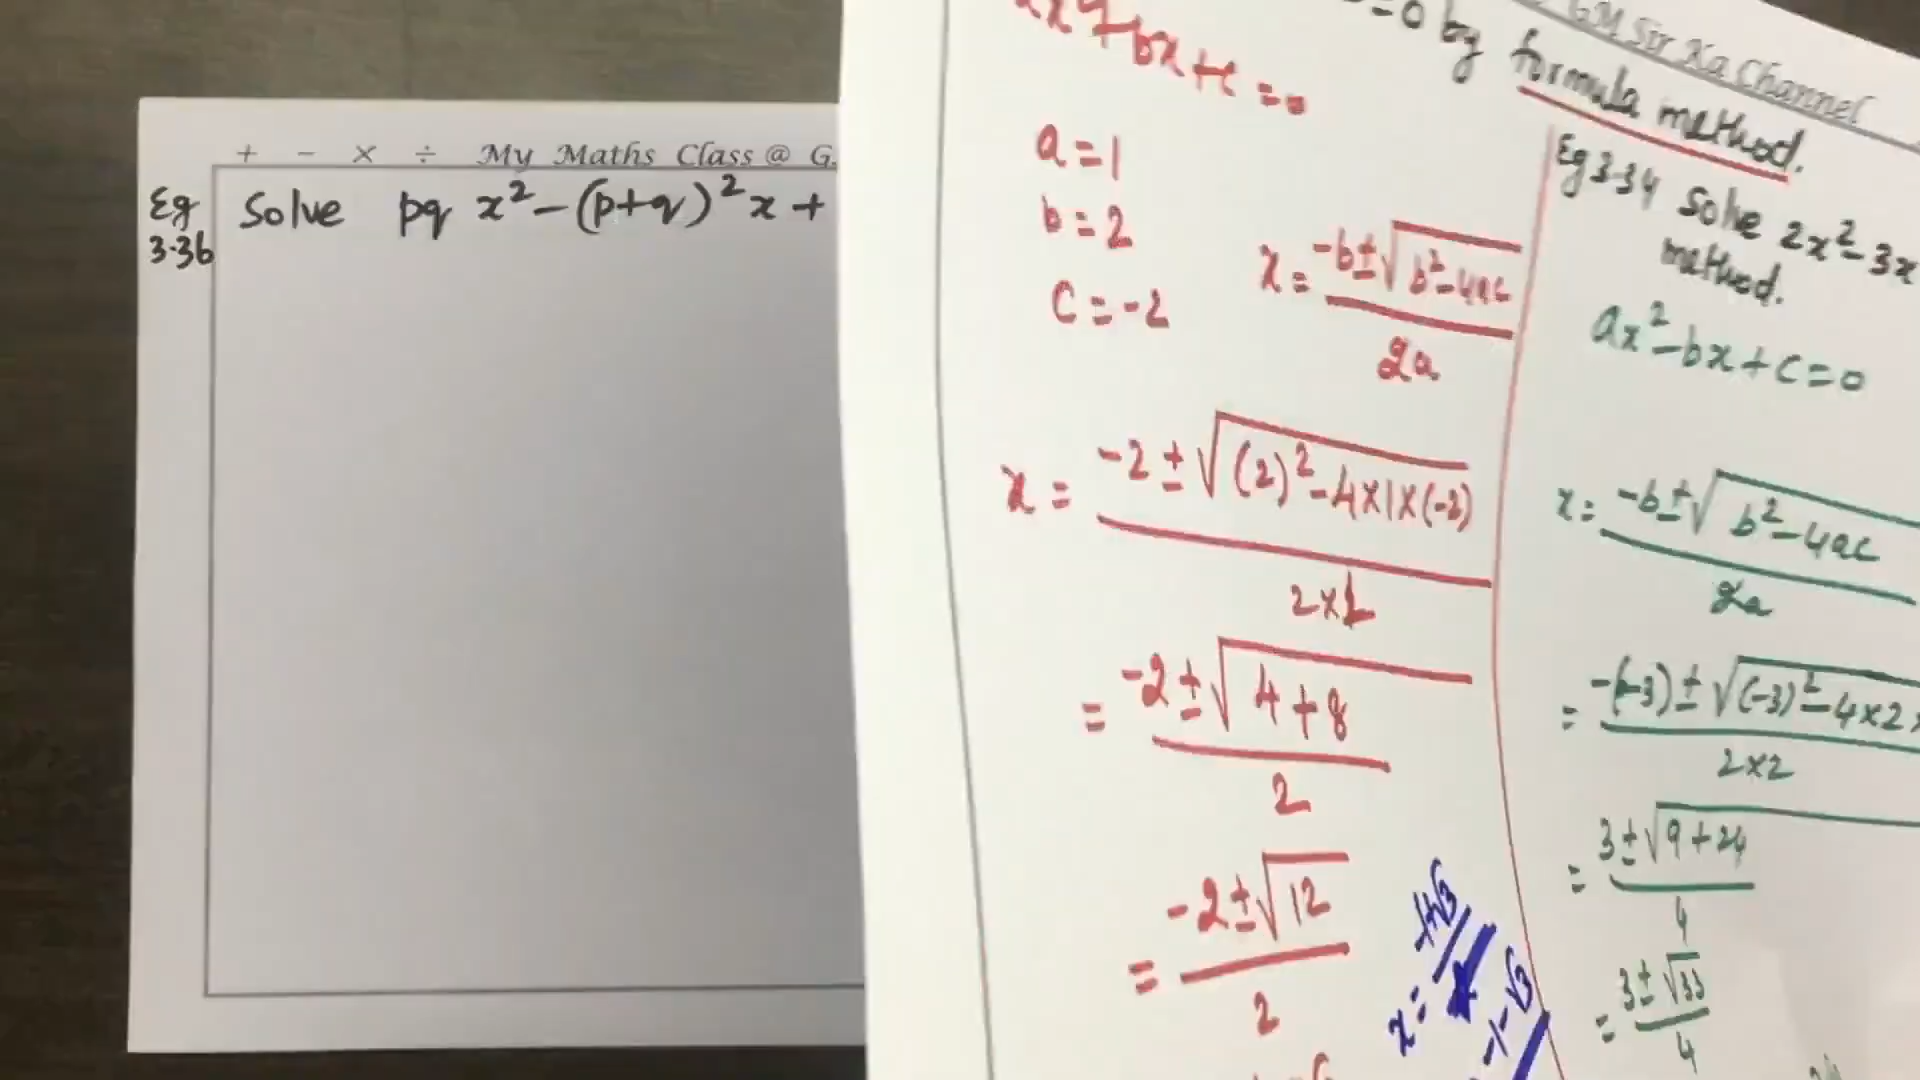 + − × ÷ My Maths Class @ G.
Eg 3.36 Solve pq x² − (p+q)² x +
GM Sir Ka Channel
=0 by formula method.
x² + bx + c = 0
a = 1
b = 2
c = -2
x = -b ± √b² - 4ac / 2a
x = -2 ± √(2)² - 4×1×(-2) / 2×1
= -2 ± √4+8 / 2
= -2 ± √12 / 2
x =
-1-√3
Eg 3.34 Solve 2x² - 3x
method.
ax² - bx + c = 0
x = -b ± √b² - 4ac / 2a
= -(-3) ± √(-3)² - 4×2× / 2×2
= 3 ± √9+24 / 4
= 3 ± √33 / 4